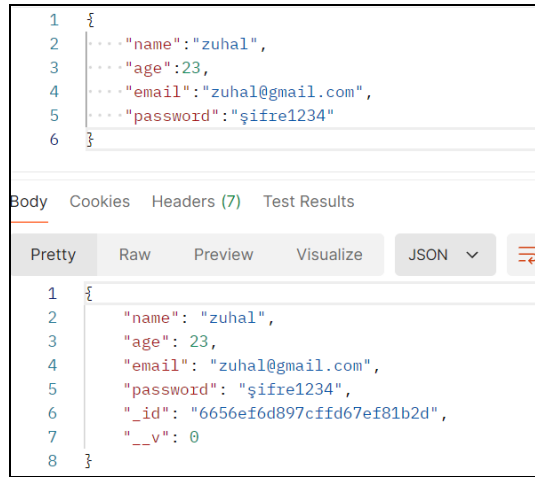 1 {
2 ····"name":"zuhal",
3 ····"age":23,
4 ····"email":"zuhal@gmail.com",
5 ····"password":"şifre1234"
6 }
Body Cookies Headers (7) Test Results
Pretty Raw Preview Visualize JSON
1 {
2 "name": "zuhal",
3 "age": 23,
4 "email": "zuhal@gmail.com",
5 "password": "şifre1234",
6 "_id": "6656ef6d897cffd67ef81b2d",
7 "__v": 0
8 }